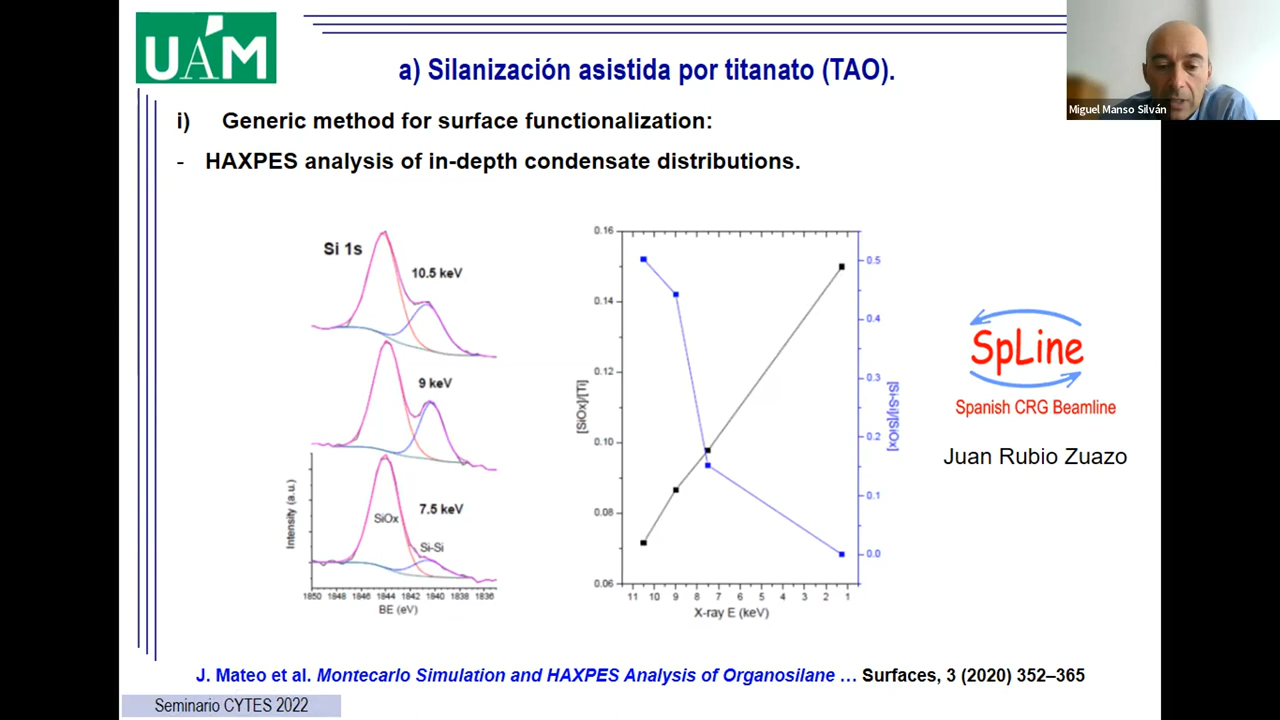 UAM
a) Silanización asistida por titanato (TAO).
Miguel Manso Silván
i) Generic method for surface functionalization:
- HAXPES analysis of in-depth condensate distributions.
Si 1s
10.5 keV
9 keV
7.5 keV
SiOx
Si-Si
Intensity (a.u.)
1850 1848 1846 1844 1842 1840 1838 1836
BE (eV)
0.16
0.14
0.12
0.10
0.08
0.06
[SiOx]/[Ti]
11 10 9 8 7 6 5 4 3 2 1
X-ray E (keV)
0.5
0.4
0.3
0.2
0.1
0.0
[Si-Si]/[SiOx]
SpLine
Spanish CRG Beamline
Juan Rubio Zuazo
J. Mateo et al. Montecarlo Simulation and HAXPES Analysis of Organosilane … Surfaces, 3 (2020) 352–365
Seminario CYTES 2022